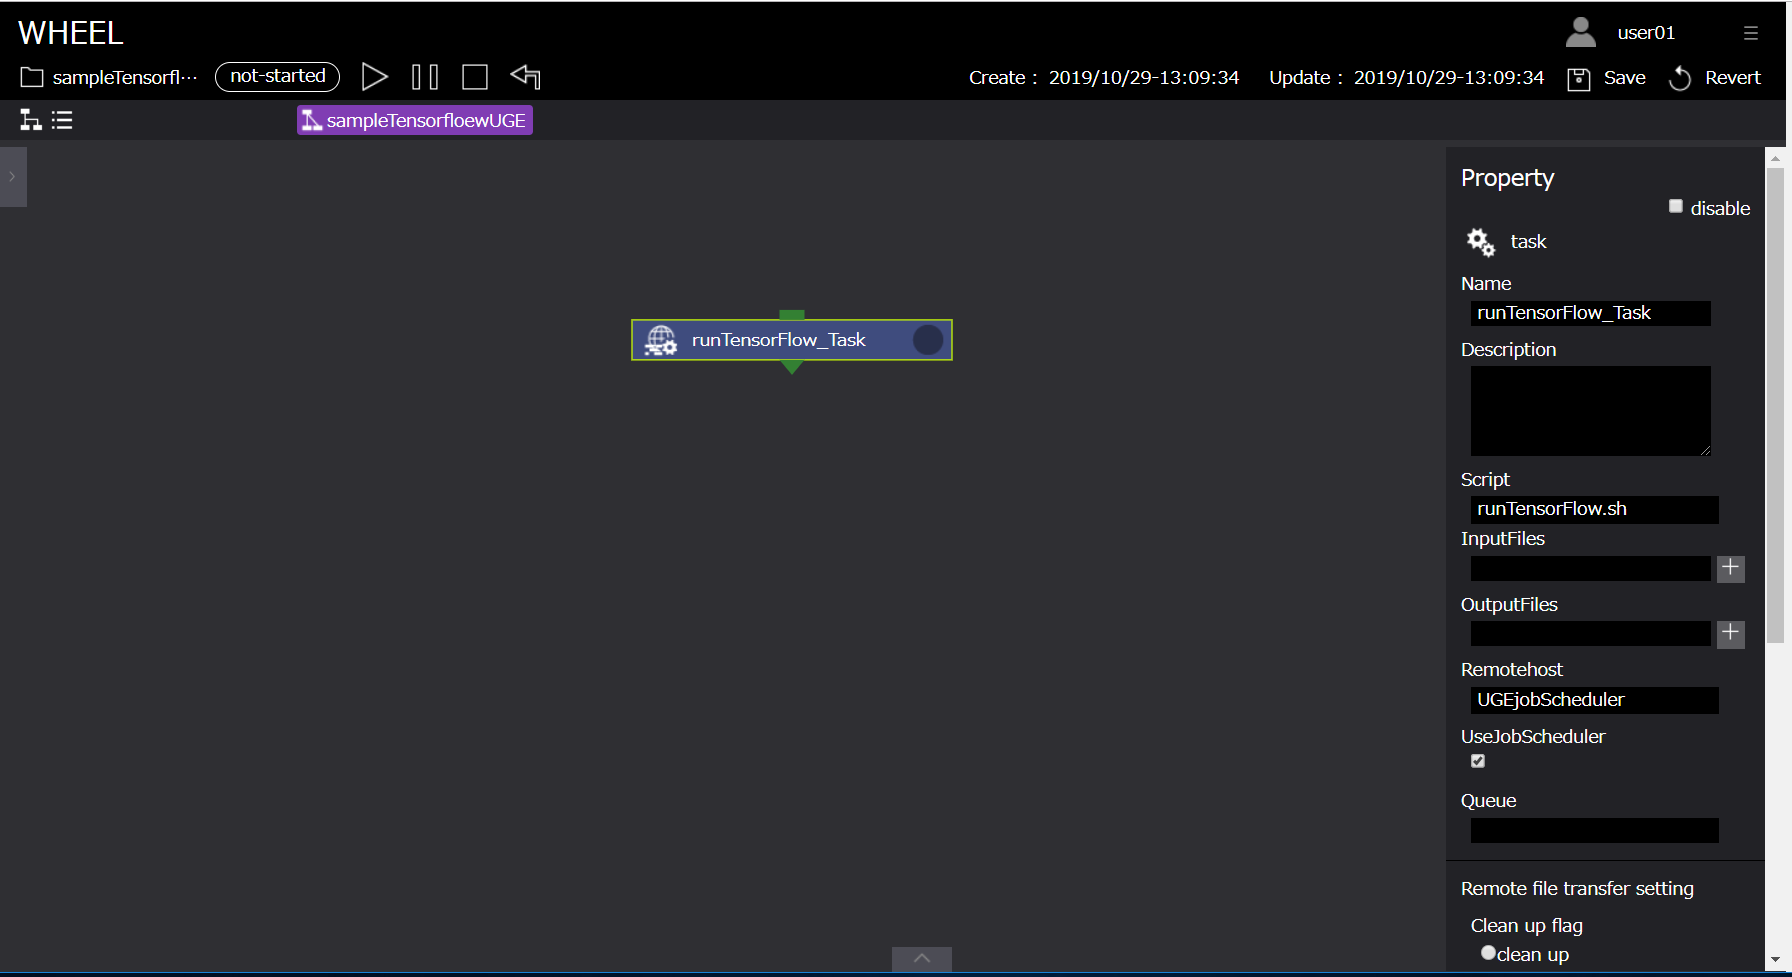 WHEEL
user01
sampleTensorfl···
not-started
Create : 2019/10/29-13:09:34
Update : 2019/10/29-13:09:34
Save
Revert
sampleTensorfloewUGE
runTensorFlow_Task
Property
disable
task
Name
runTensorFlow_Task
Description
Script
runTensorFlow.sh
InputFiles
OutputFiles
Remotehost
UGEjobScheduler
UseJobScheduler
Queue
Remote file transfer setting
Clean up flag
clean up